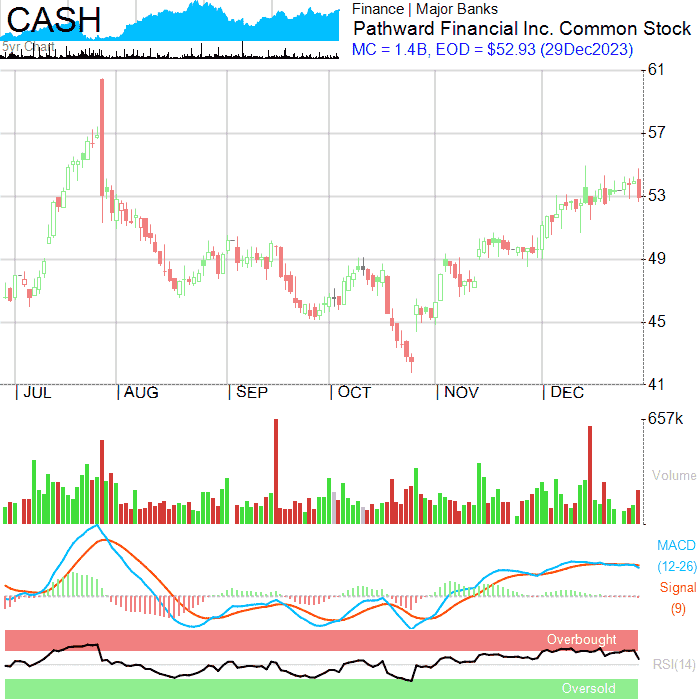 CASH
5yr Chart
Finance | Major Banks
Pathward Financial Inc. Common Stock
MC = 1.4B, EOD = $52.93 (29Dec2023)
61
57
53
49
45
41
JUL AUG SEP OCT NOV DEC
657k
Volume
MACD
(12-26)
Signal
(9)
Overbought
RSI(14)
Oversold